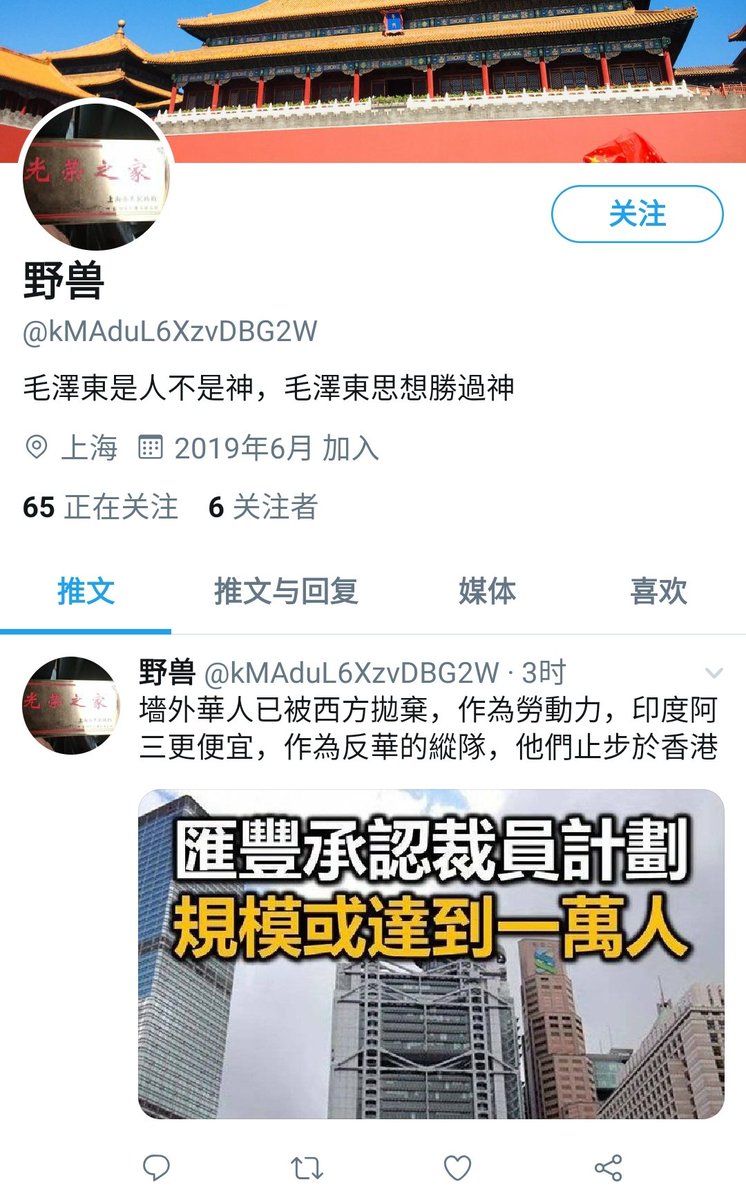 光荣之家
关注
野兽
@kMAduL6XzvDBG2W
毛澤東是人不是神，毛澤東思想勝過神
上海 2019年6月 加入
65 正在关注 6 关注者
推文 推文与回复 媒体 喜欢
野兽 @kMAduL6XzvDBG2W · 3时
墻外華人已被西方拋棄，作為勞動力，印度阿
三更便宜，作為反華的縱隊，他們止步於香港
光荣之家
匯豐承認裁員計劃
規模或達到一萬人